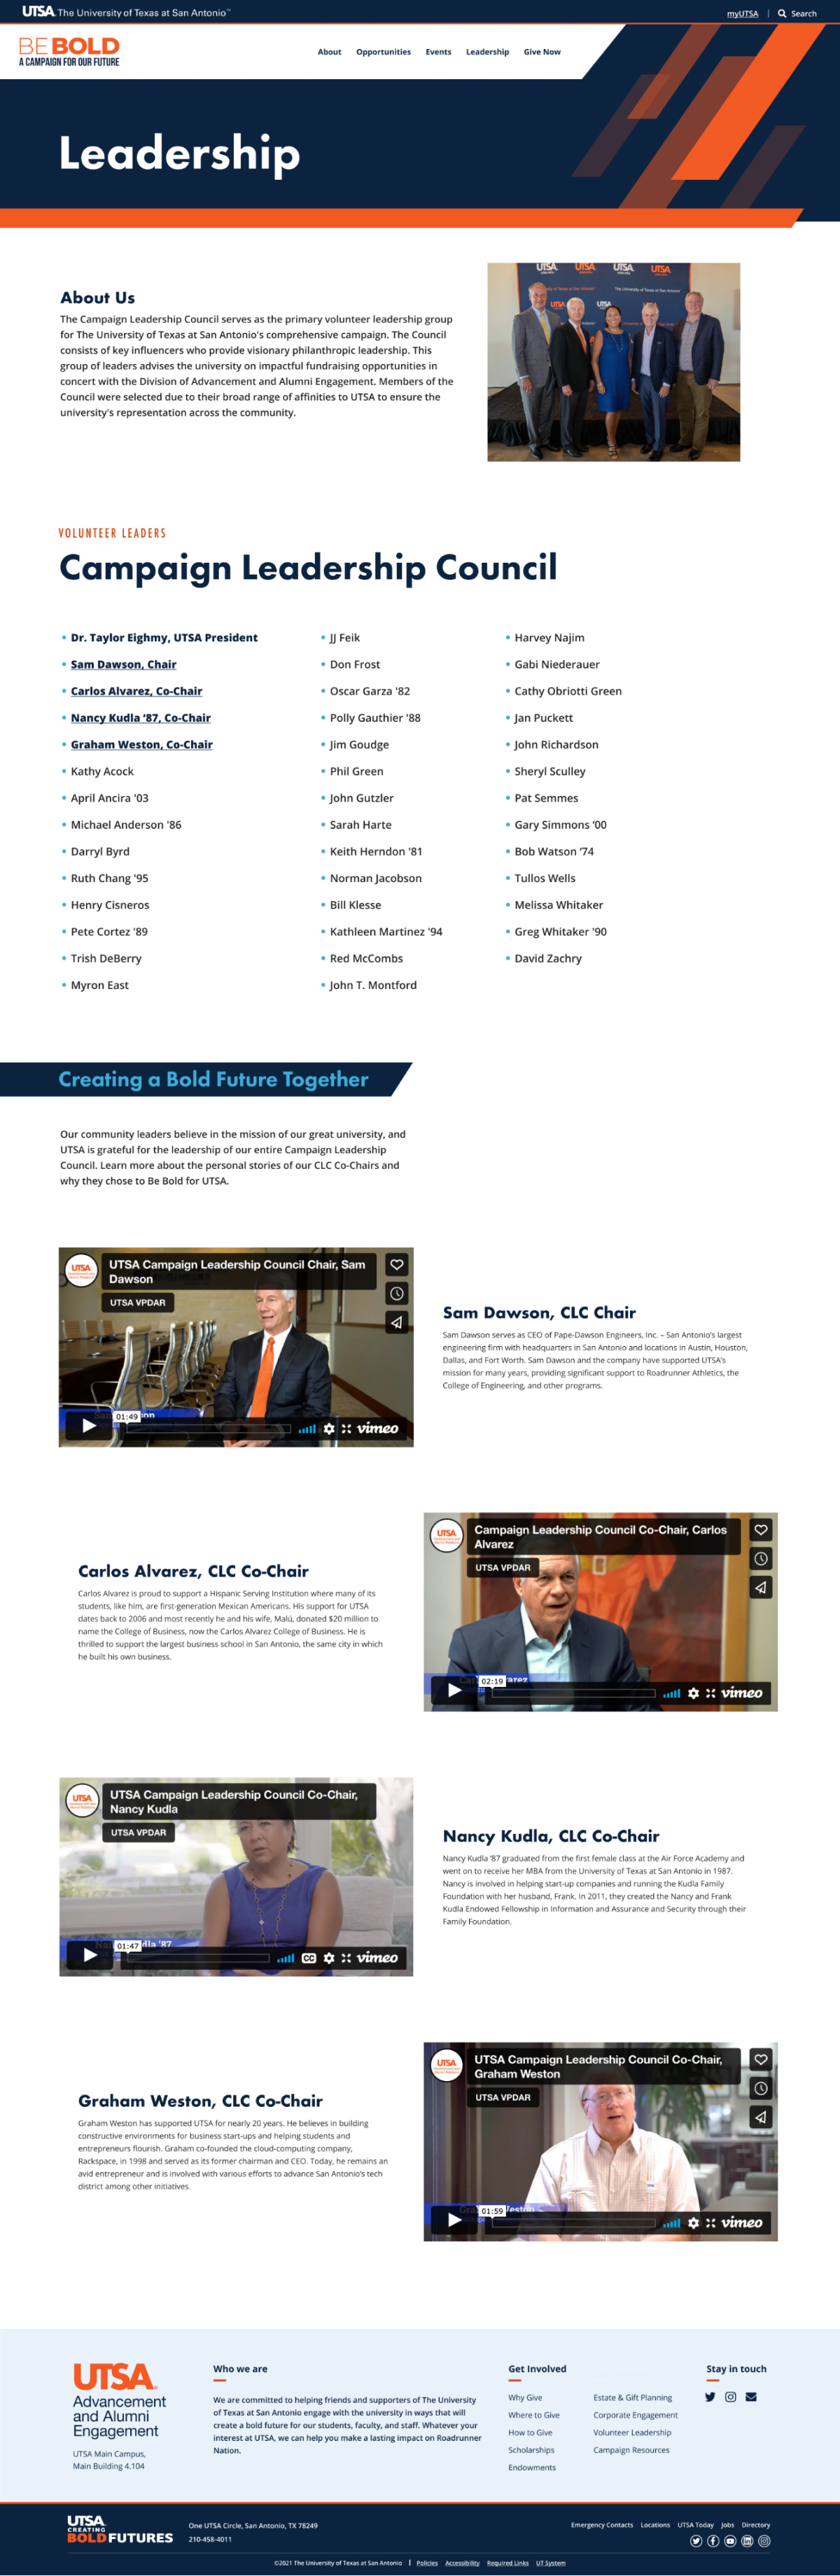 UTSA. The University of Texas at San Antonio™
myUTSA | Search
BE BOLD
A CAMPAIGN FOR OUR FUTURE
About Opportunities Events Leadership Give Now
Leadership
About Us
The Campaign Leadership Council serves as the primary volunteer leadership group
for The University of Texas at San Antonio's comprehensive campaign. The Council
consists of key influencers who provide visionary philanthropic leadership. This
group of leaders advises the university on impactful fundraising opportunities in
concert with the Division of Advancement and Alumni Engagement. Members of the
Council were selected due to their broad range of affinities to UTSA to ensure the
university's representation across the community.
UTSA UTSA UTSA UTSA
UTSA UTSA
VOLUNTEER LEADERS
Campaign Leadership Council
• Dr. Taylor Eighmy, UTSA President
• Sam Dawson, Chair
• Carlos Alvarez, Co-Chair
• Nancy Kudla ‘87, Co-Chair
• Graham Weston, Co-Chair
• Kathy Acock
• April Ancira '03
• Michael Anderson '86
• Darryl Byrd
• Ruth Chang '95
• Henry Cisneros
• Pete Cortez '89
• Trish DeBerry
• Myron East
• JJ Feik
• Don Frost
• Oscar Garza '82
• Polly Gauthier '88
• Jim Goudge
• Phil Green
• John Gutzler
• Sarah Harte
• Keith Herndon '81
• Norman Jacobson
• Bill Klesse
• Kathleen Martinez '94
• Red McCombs
• John T. Montford
• Harvey Najim
• Gabi Niederauer
• Cathy Obriotti Green
• Jan Puckett
• John Richardson
• Sheryl Sculley
• Pat Semmes
• Gary Simmons ‘00
• Bob Watson ‘74
• Tullos Wells
• Melissa Whitaker
• Greg Whitaker '90
• David Zachry
Creating a Bold Future Together
Our community leaders believe in the mission of our great university, and
UTSA is grateful for the leadership of our entire Campaign Leadership
Council. Learn more about the personal stories of our CLC Co-Chairs and
why they chose to Be Bold for UTSA.
UTSA
UTSA Campaign Leadership Council Chair, Sam
Dawson
UTSA VPDAR
01:49
vimeo
Sam Dawson, CLC Chair
Sam Dawson serves as CEO of Pape-Dawson Engineers, Inc. – San Antonio's largest
engineering firm with headquarters in San Antonio and locations in Austin, Houston,
Dallas, and Fort Worth. Sam Dawson and the company have supported UTSA's
mission for many years, providing significant support to Roadrunner Athletics, the
College of Engineering, and other programs.
Carlos Alvarez, CLC Co-Chair
Carlos Alvarez is proud to support a Hispanic Serving Institution where many of its
students, like him, are first-generation Mexican Americans. His support for UTSA
dates back to 2006 and most recently he and his wife, Malú, donated $20 million to
name the College of Business, now the Carlos Alvarez College of Business. He is
thrilled to support the largest business school in San Antonio, the same city in which
he built his own business.
UTSA
Campaign Leadership Council Co-Chair, Carlos
Alvarez
UTSA VPDAR
02:19
vimeo
UTSA
UTSA Campaign Leadership Council Co-Chair,
Nancy Kudla
UTSA VPDAR
01:47
CC
vimeo
Nancy Kudla, CLC Co-Chair
Nancy Kudla '87 graduated from the first female class at the Air Force Academy and
went on to receive her MBA from the University of Texas at San Antonio in 1987.
Nancy is involved in helping start-up companies and running the Kudla Family
Foundation with her husband, Frank. In 2011, they created the Nancy and Frank
Kudla Endowed Fellowship in Information and Assurance and Security through their
Family Foundation.
Graham Weston, CLC Co-Chair
Graham Weston has supported UTSA for nearly 20 years. He believes in building
constructive environments for business start-ups and helping students and
entrepreneurs flourish. Graham co-founded the cloud-computing company,
Rackspace, in 1998 and served as its former chairman and CEO. Today, he remains an
avid entrepreneur and is involved with various efforts to advance San Antonio's tech
district among other initiatives.
UTSA
UTSA Campaign Leadership Council Co-Chair,
Graham Weston
UTSA VPDAR
01:59
vimeo
UTSA.
Advancement
and Alumni
Engagement
UTSA Main Campus,
Main Building 4.104
Who we are
We are committed to helping friends and supporters of The University
of Texas at San Antonio engage with the university in ways that will
create a bold future for our students, faculty, and staff. Whatever your
interest at UTSA, we can help you make a lasting impact on Roadrunner
Nation.
Get Involved
Why Give
Where to Give
How to Give
Scholarships
Endowments
Estate & Gift Planning
Corporate Engagement
Volunteer Leadership
Campaign Resources
Stay in touch
UTSA
CREATING
BOLD FUTURES
One UTSA Circle, San Antonio, TX 78249
210-458-4011
Emergency Contacts Locations UTSA Today Jobs Directory
©2021 The University of Texas at San Antonio | Policies Accessibility Required Links UT System